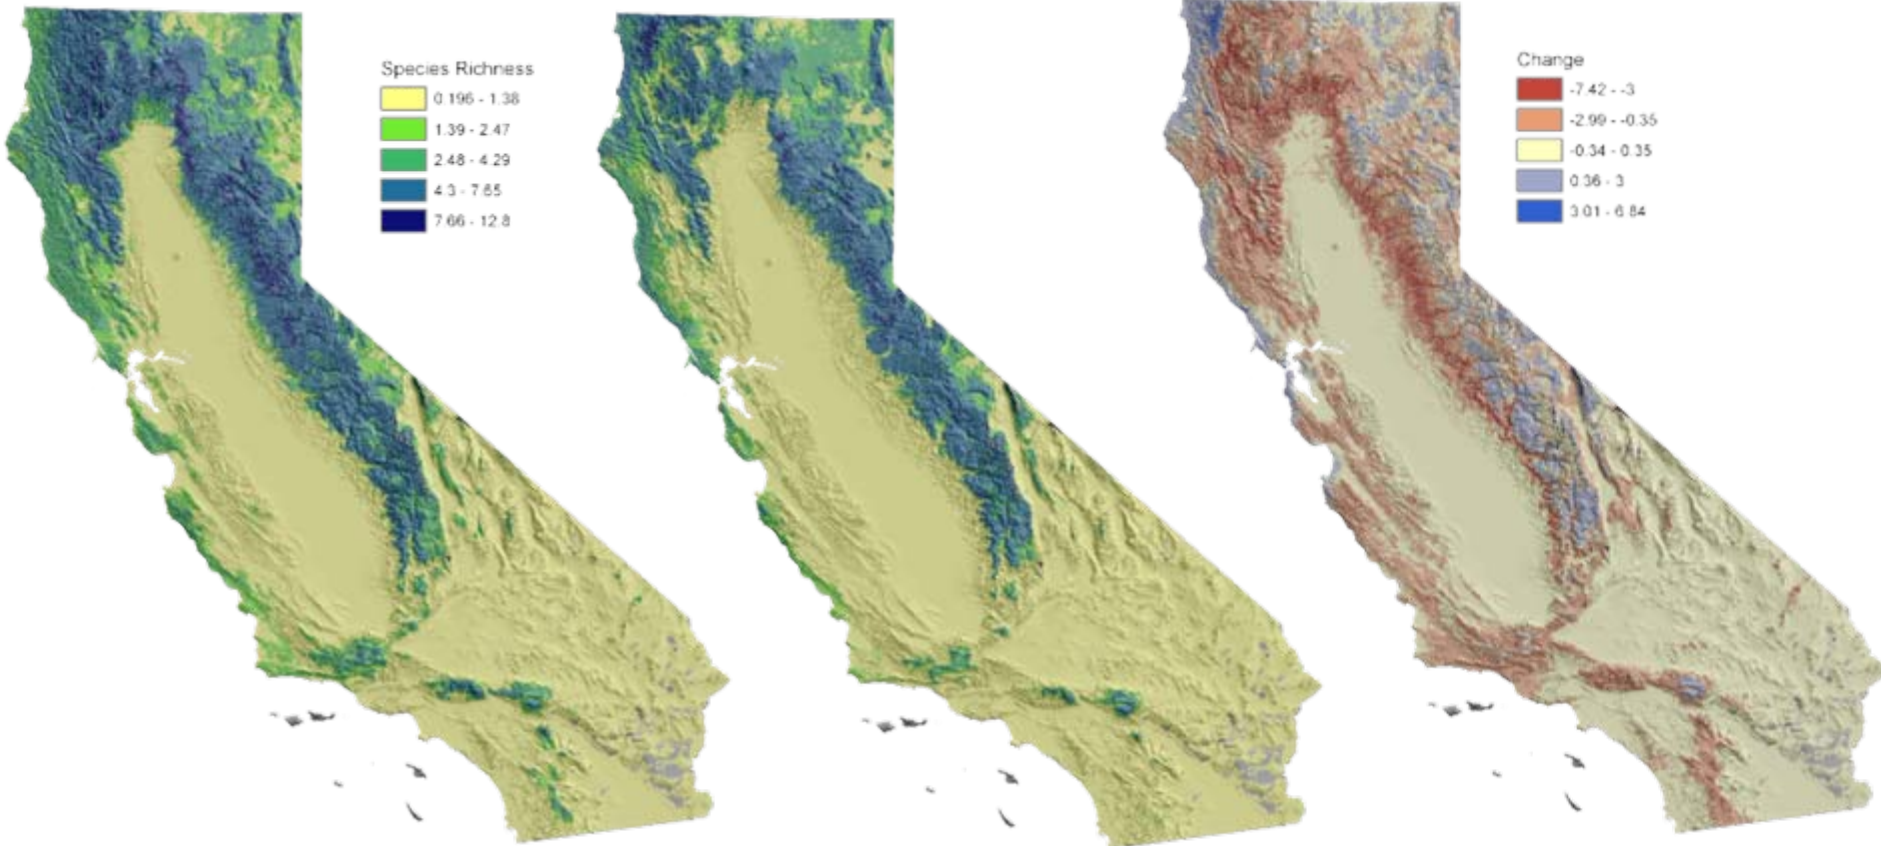 Species Richness
0.196 - 1.38
1.39 - 2.47
2.48 - 4.29
4.3 - 7.65
7.66 - 12.8
Change
-7.42 - -3
-2.99 - -0.35
-0.34 - 0.35
0.36 - 3
3.01 - 6.84